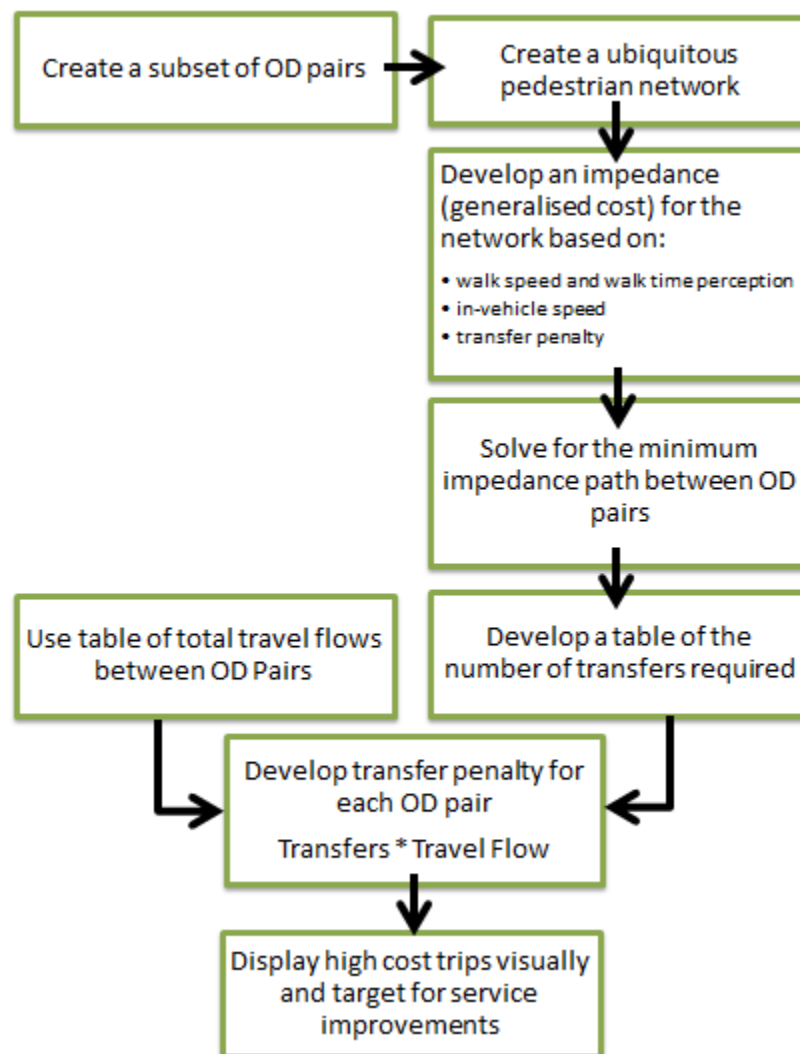 Create a subset of OD pairs
Create a ubiquitous
pedestrian network
Develop an impedance
(generalised cost) for the
network based on:
• walk speed and walk time perception
• in-vehicle speed
• transfer penalty
Solve for the minimum
impedance path between OD
pairs
Use table of total travel flows
between OD Pairs
Develop a table of the
number of transfers required
Develop transfer penalty for
each OD pair
Transfers * Travel Flow
Display high cost trips visually
and target for service
improvements